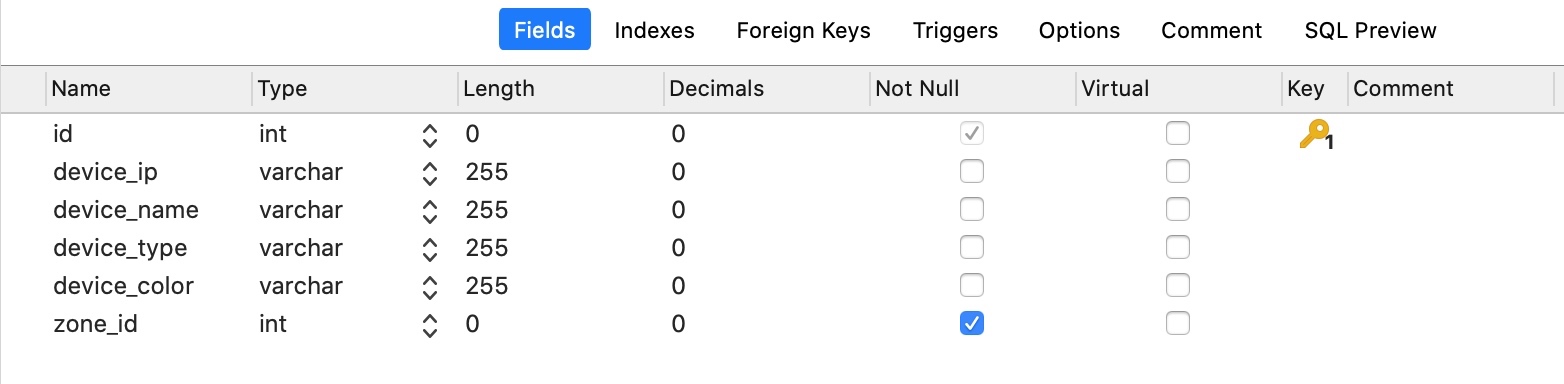 Fields Indexes Foreign Keys Triggers Options Comment SQL Preview
Name Type Length Decimals Not Null Virtual Key Comment
id int 0 0 1
device_ip varchar 255 0
device_name varchar 255 0
device_type varchar 255 0
device_color varchar 255 0
zone_id int 0 0